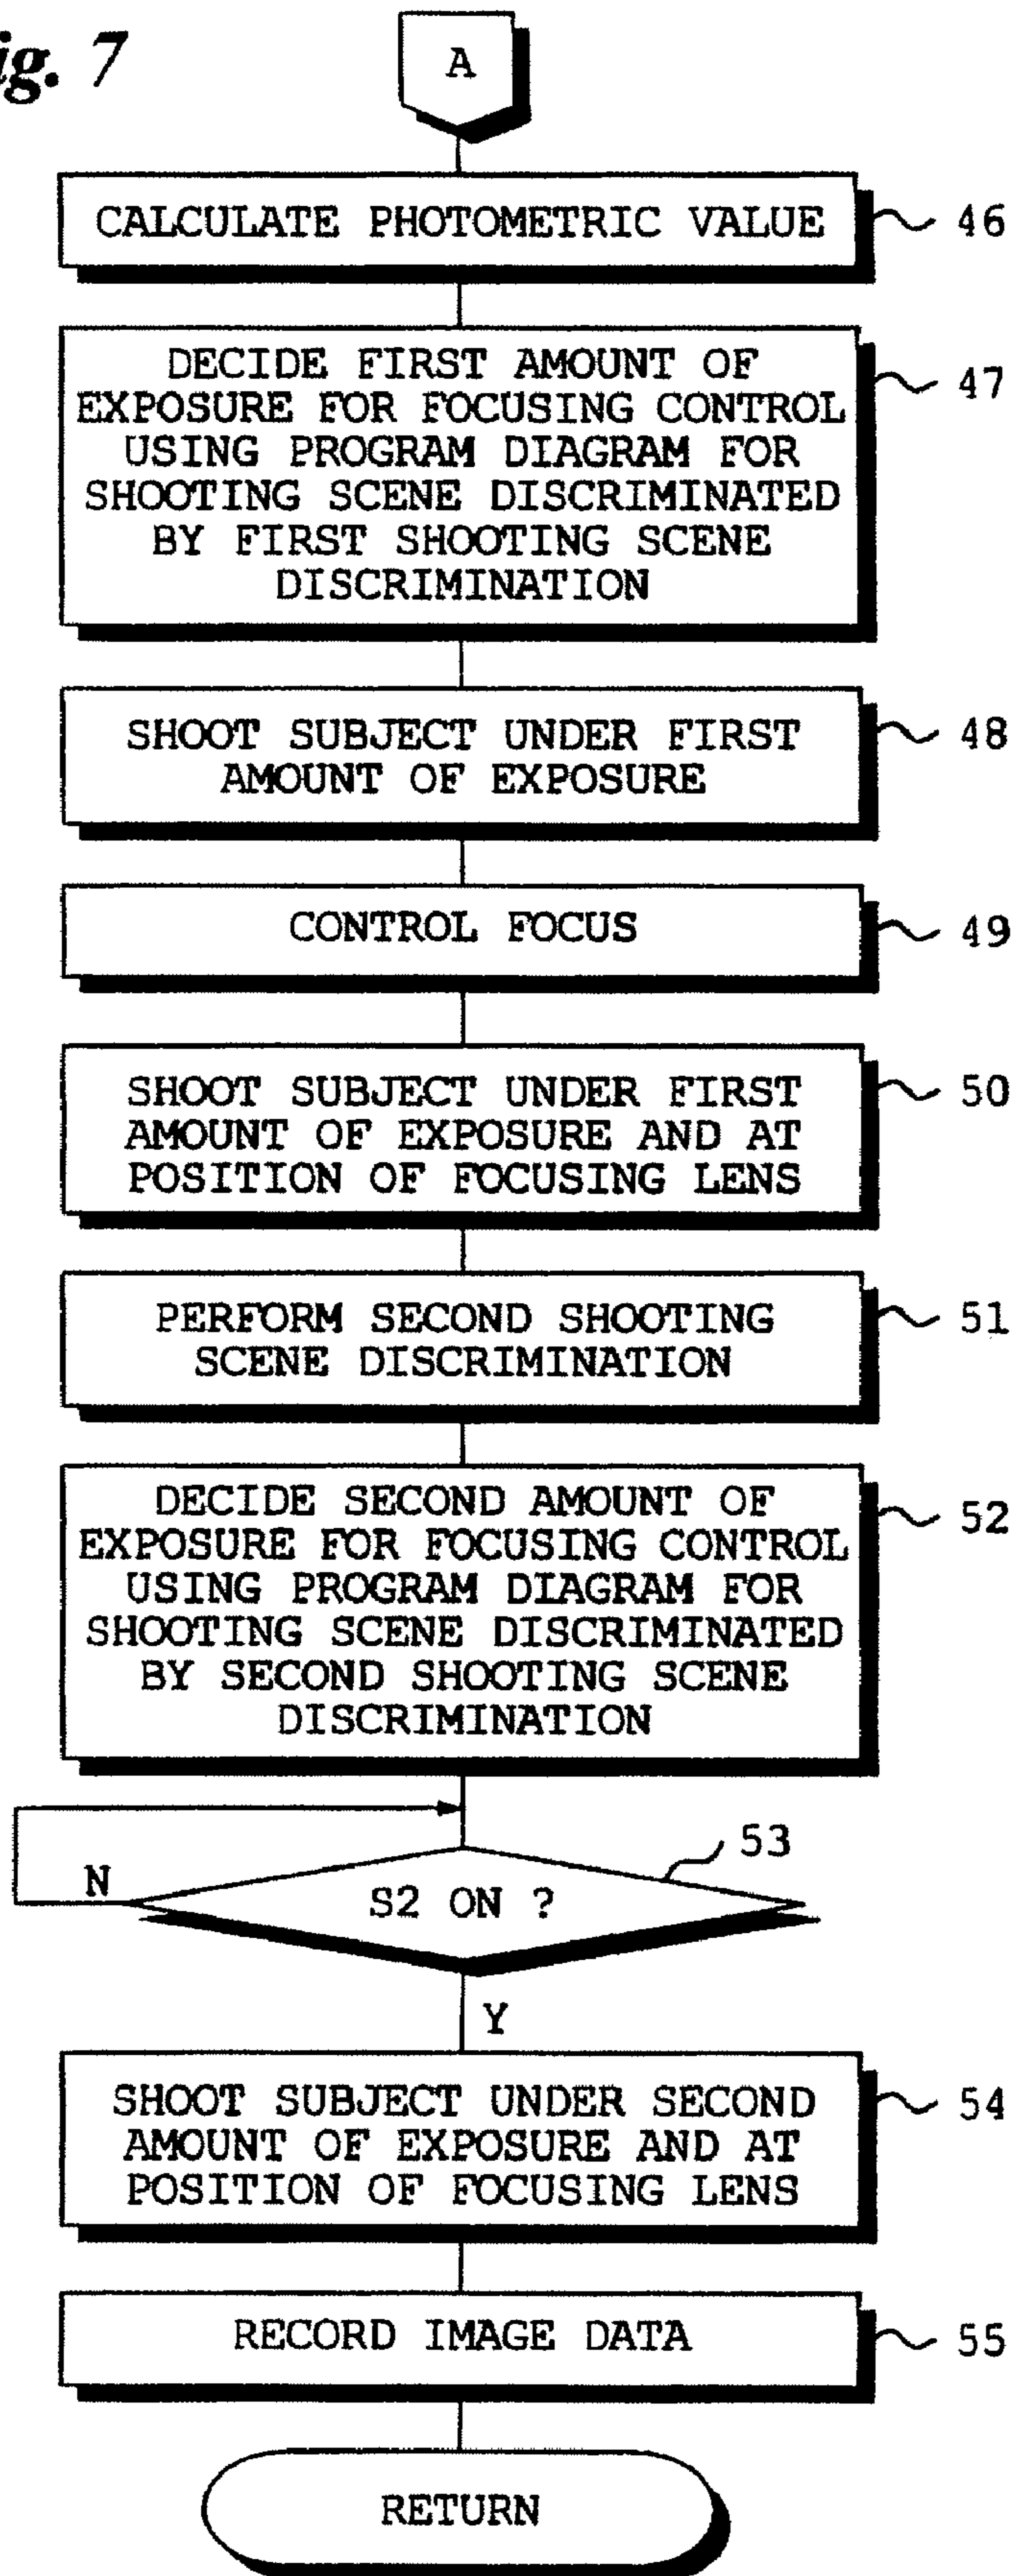 ig. 7
A
CALCULATE PHOTOMETRIC VALUE
46
DECIDE FIRST AMOUNT OF
EXPOSURE FOR FOCUSING CONTROL
USING PROGRAM DIAGRAM FOR
SHOOTING SCENE DISCRIMINATED
BY FIRST SHOOTING SCENE
DISCRIMINATION
47
SHOOT SUBJECT UNDER FIRST
AMOUNT OF EXPOSURE
48
CONTROL FOCUS
49
SHOOT SUBJECT UNDER FIRST
AMOUNT OF EXPOSURE AND AT
POSITION OF FOCUSING LENS
50
PERFORM SECOND SHOOTING
SCENE DISCRIMINATION
51
DECIDE SECOND AMOUNT OF
EXPOSURE FOR FOCUSING CONTROL
USING PROGRAM DIAGRAM FOR
SHOOTING SCENE DISCRIMINATED
BY SECOND SHOOTING SCENE
DISCRIMINATION
52
53
N
S2 ON ?
Y
SHOOT SUBJECT UNDER SECOND
AMOUNT OF EXPOSURE AND AT
POSITION OF FOCUSING LENS
54
RECORD IMAGE DATA
55
RETURN